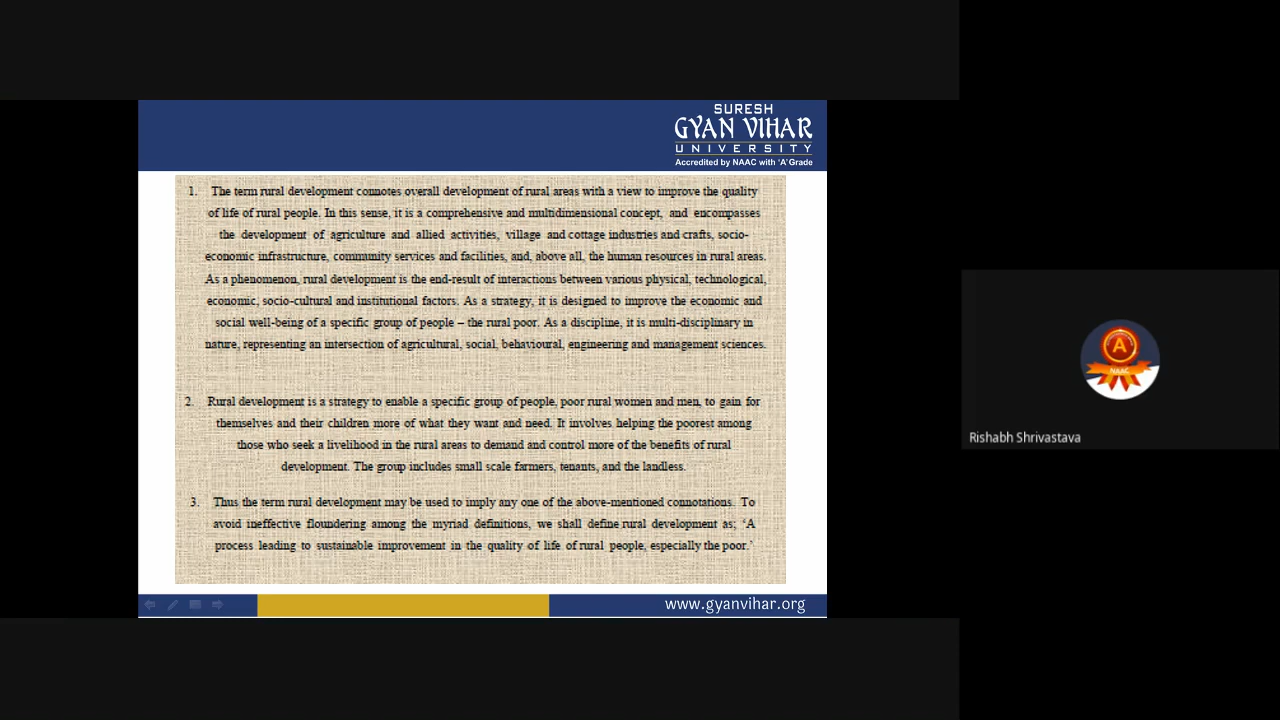 SURESH
GYAN VIHAR
UNIVERSITY
Accredited by NAAC with 'A' Grade
1. The term rural development connotes overall development of rural areas with a view to improve the quality
of life of rural people. In this sense, it is a comprehensive and multidimensional concept, and encompasses
the development of agriculture and allied activities, village and cottage industries and crafts, socio-
economic infrastructure, community services and facilities, and, above all, the human resources in rural areas.
As a phenomenon, rural development is the end-result of interactions between various physical, technological,
economic, socio-cultural and institutional factors. As a strategy, it is designed to improve the economic and
social well-being of a specific group of people – the rural poor. As a discipline, it is multi-disciplinary in
nature, representing an intersection of agricultural, social, behavioural, engineering and management sciences.
2. Rural development is a strategy to enable a specific group of people, poor rural women and men, to gain for
themselves and their children more of what they want and need. It involves helping the poorest among
those who seek a livelihood in the rural areas to demand and control more of the benefits of rural
development. The group includes small scale farmers, tenants, and the landless.
3. Thus the term rural development may be used to imply any one of the above-mentioned connotations. To
avoid ineffective floundering among the myriad definitions, we shall define rural development as; 'A
process leading to sustainable improvement in the quality of life of rural people, especially the poor.'
www.gyanvihar.org
A
NAAC
Rishabh Shrivastava